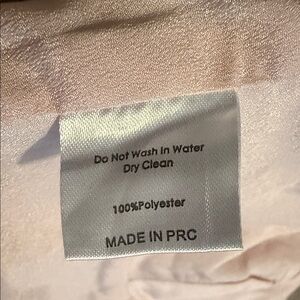 Do Not Wash In Water
Dry Clean
100%Polyester
MADE IN PRC